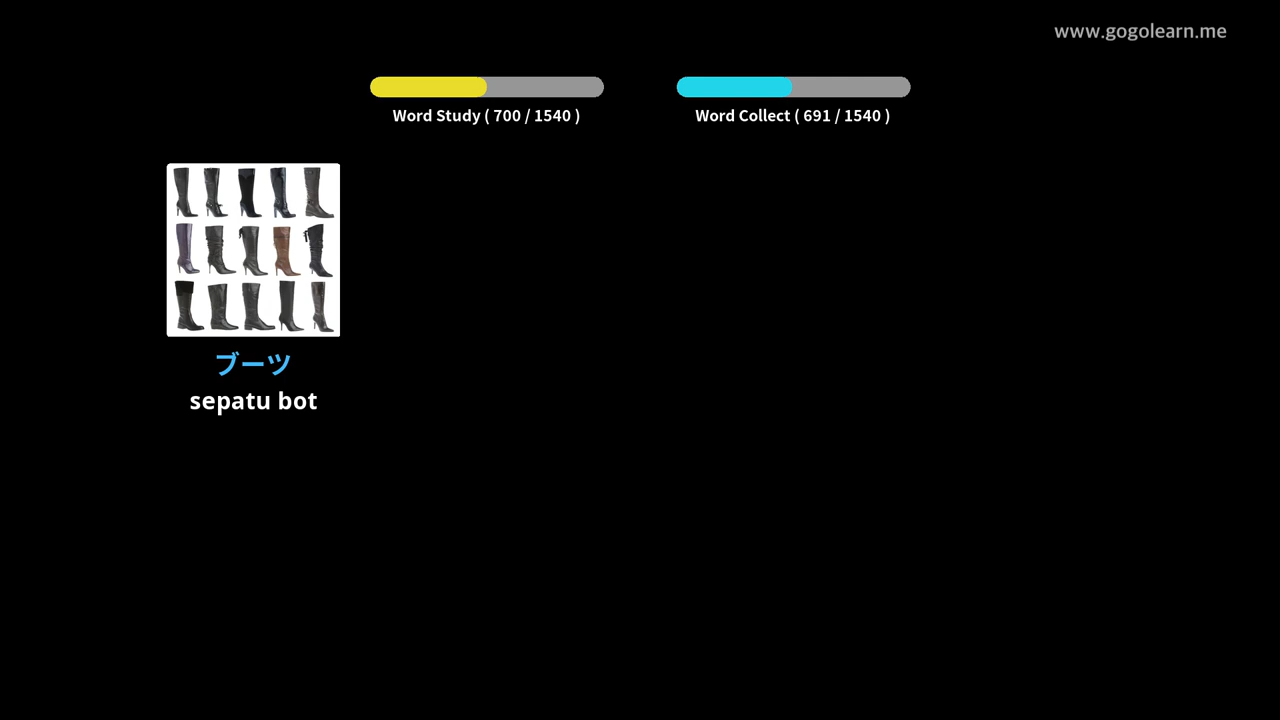 www.gogolearn.me
Word Study ( 700 / 1540 )
Word Collect ( 691 / 1540 )
ブーツ
sepatu bot